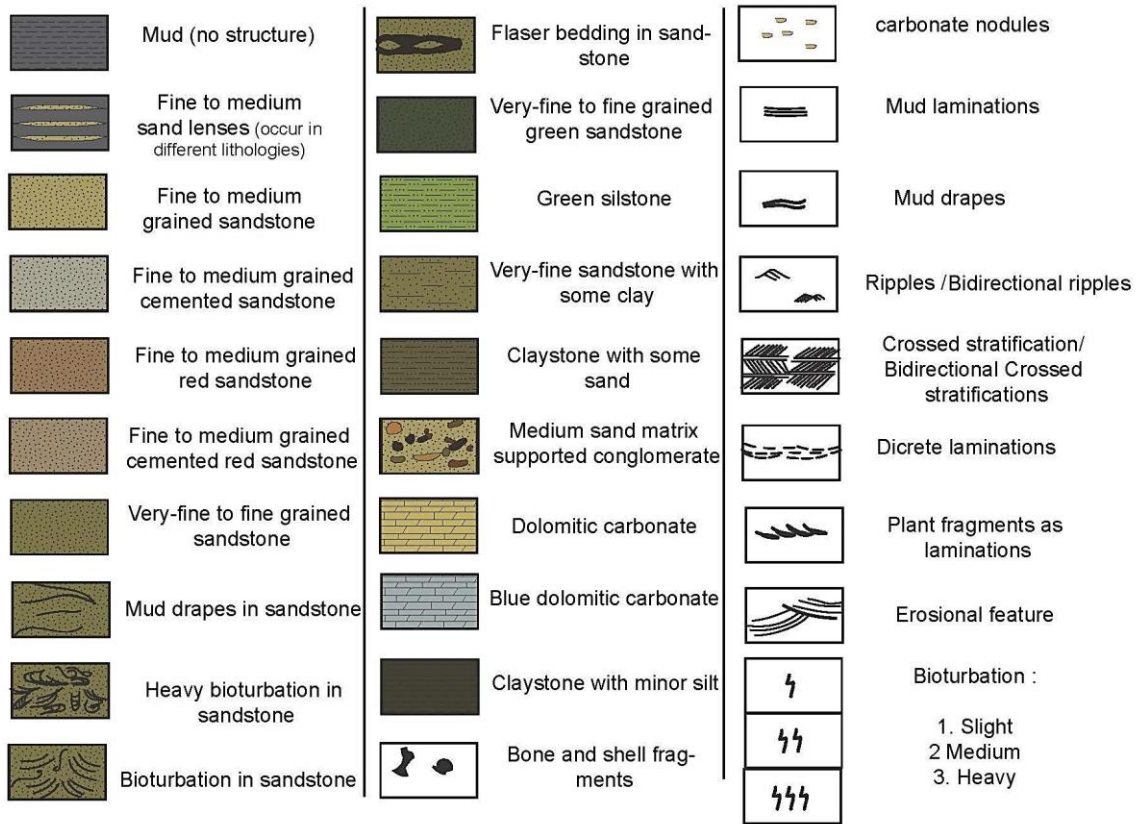 Mud (no structure)
Fine to medium
sand lenses (occur in
different lithologies)
Fine to medium
grained sandstone
Fine to medium grained
cemented sandstone
Fine to medium grained
red sandstone
Fine to medium grained
cemented red sandstone
Very-fine to fine grained
sandstone
Mud drapes in sandstone
Heavy bioturbation in
sandstone
Bioturbation in sandstone
Flaser bedding in sand-
stone
Very-fine to fine grained
green sandstone
Green silstone
Very-fine sandstone with
some clay
Claystone with some
sand
Medium sand matrix
supported conglomerate
Dolomitic carbonate
Blue dolomitic carbonate
Claystone with minor silt
Bone and shell frag-
ments
carbonate nodules
Mud laminations
Mud drapes
Ripples /Bidirectional ripples
Crossed stratification/
Bidirectional Crossed
stratifications
Dicrete laminations
Plant fragments as
laminations
Erosional feature
Bioturbation :
1. Slight
2 Medium
3. Heavy